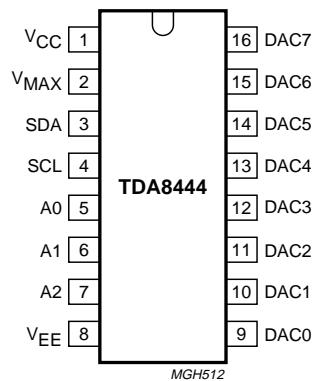 VCC 1 16 DAC7
VMAX 2 15 DAC6
SDA 3 14 DAC5
SCL 4 13 DAC4
TDA8444
A0 5 12 DAC3
A1 6 11 DAC2
A2 7 10 DAC1
VEE 8 9 DAC0
MGH512